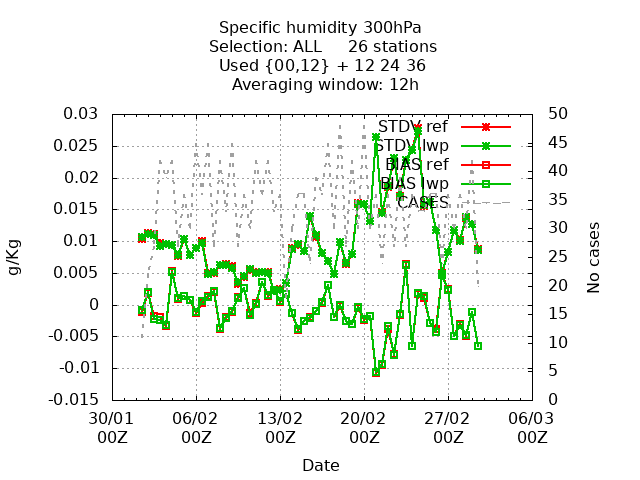 Specific humidity 300hPa
Selection: ALL 26 stations
Used {00,12} + 12 24 36
Averaging window: 12h
STDV ref
STDV lwp
BIAS ref
BIAS lwp
CASES
0.03
0.025
0.02
0.015
0.01
0.005
0
-0.005
-0.01
-0.015
g/Kg
50
45
40
35
30
25
20
15
10
5
0
No cases
30/01 06/02 13/02 20/02 27/02 06/03
00Z 00Z 00Z 00Z 00Z 00Z
Date